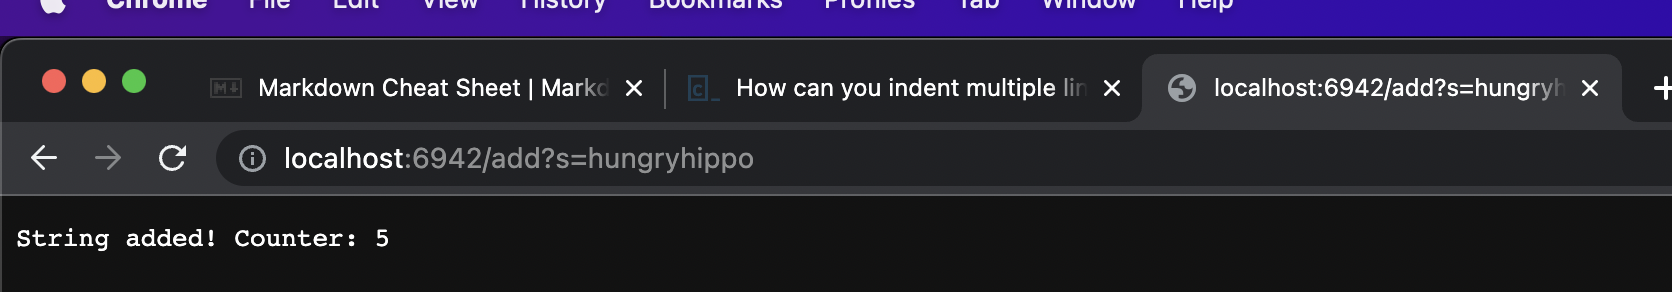 Chrome File Edit View History Bookmarks Profiles Tab Window Help
Markdown Cheat Sheet | Markd How can you indent multiple lin localhost:6942/add?s=hungryh
localhost:6942/add?s=hungryhippo
String added! Counter: 5